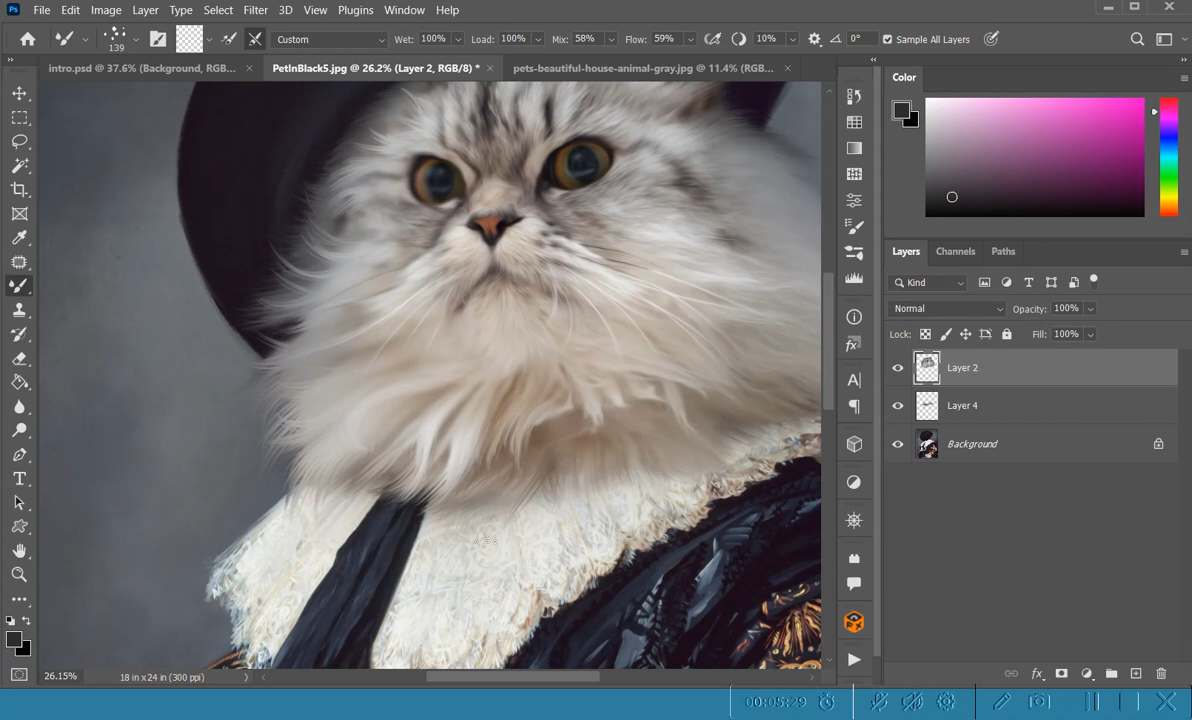 Ps File Edit Image Layer Type Select Filter 3D View Plugins Window Help
139 Custom Wet: 100% Load: 100% Mix: 58% Flow: 59% 10% 0° Sample All Layers
intro.psd @ 37.6% (Background, RGB... × PetInBlack5.jpg @ 26.2% (Layer 2, RGB/8) * × pets-beautiful-house-animal-gray.jpg @ 11.4% (RGB... ×
Color
Layers Channels Paths
Kind
Normal Opacity: 100%
Lock: Fill: 100%
Layer 2
Layer 4
Background
26.15% 18 in x 24 in (300 ppi)
00:05:29